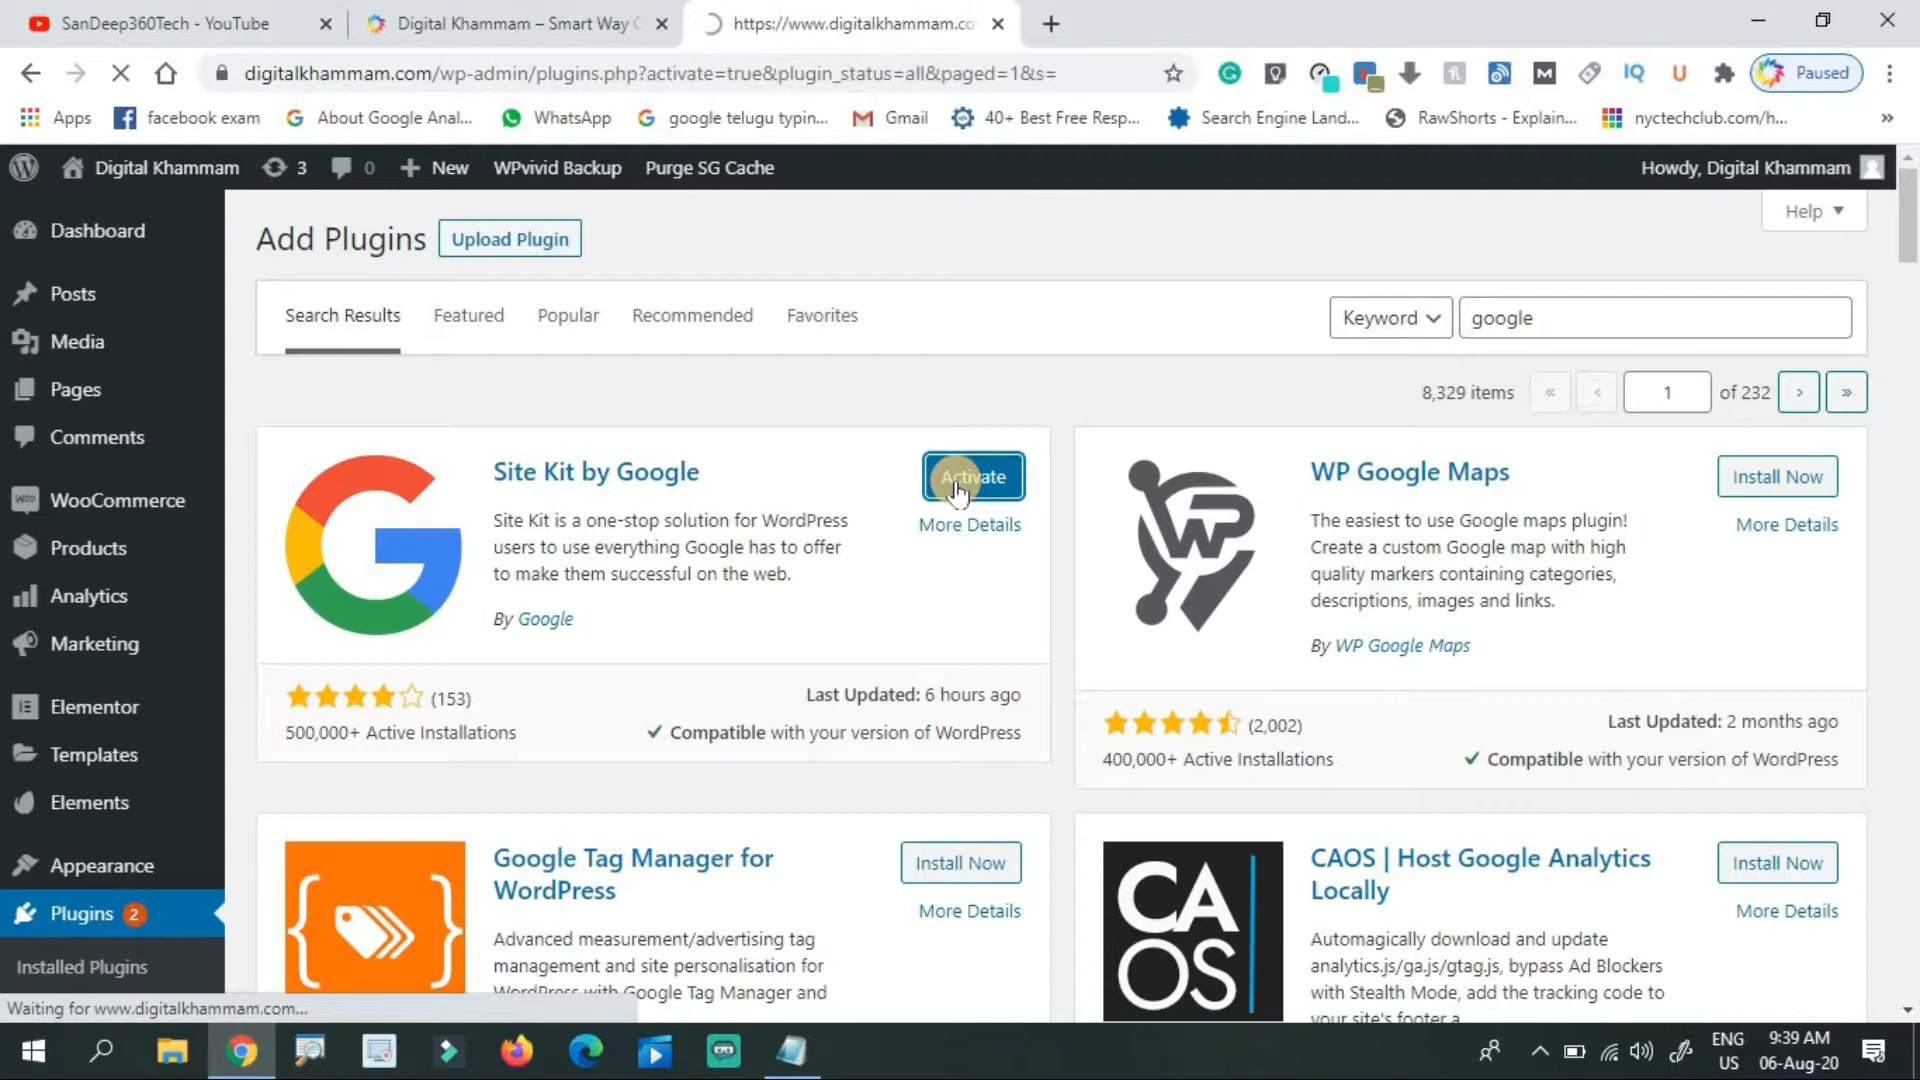 SanDeep360Tech - YouTube
Digital Khammam – Smart Way
https://www.digitalkhammam.co
digitalkhammam.com/wp-admin/plugins.php?activate=true&plugin_status=all&paged=1&s=
Paused
Apps
facebook exam
About Google Anal...
WhatsApp
google telugu typin...
Gmail
40+ Best Free Resp...
Search Engine Land...
RawShorts - Explain...
nyctechclub.com/h...
Digital Khammam
3
0
New
WPvivid Backup
Purge SG Cache
Howdy, Digital Khammam
Help
Dashboard
Posts
Media
Pages
Comments
WooCommerce
Products
Analytics
Marketing
Elementor
Templates
Elements
Appearance
Plugins 2
Installed Plugins
Add Plugins
Upload Plugin
Search Results
Featured
Popular
Recommended
Favorites
Keyword
google
8,329 items
«
‹
1
of 232
›
»
Site Kit by Google
Activate
More Details
Site Kit is a one-stop solution for WordPress
users to use everything Google has to offer
to make them successful on the web.
By Google
(153)
Last Updated: 6 hours ago
500,000+ Active Installations
Compatible with your version of WordPress
WP Google Maps
Install Now
More Details
The easiest to use Google maps plugin!
Create a custom Google map with high
quality markers containing categories,
descriptions, images and links.
By WP Google Maps
(2,002)
Last Updated: 2 months ago
400,000+ Active Installations
Compatible with your version of WordPress
Google Tag Manager for
WordPress
Install Now
More Details
Advanced measurement/advertising tag
management and site personalisation for
WordPress with Google Tag Manager and
CAOS
CAOS | Host Google Analytics
Locally
Install Now
More Details
Automagically download and update
analytics.js/ga.js/gtag.js, bypass Ad Blockers
with Stealth Mode, add the tracking code to
your site's footer a
Waiting for www.digitalkhammam.com...
ENG
US
9:39 AM
06-Aug-20